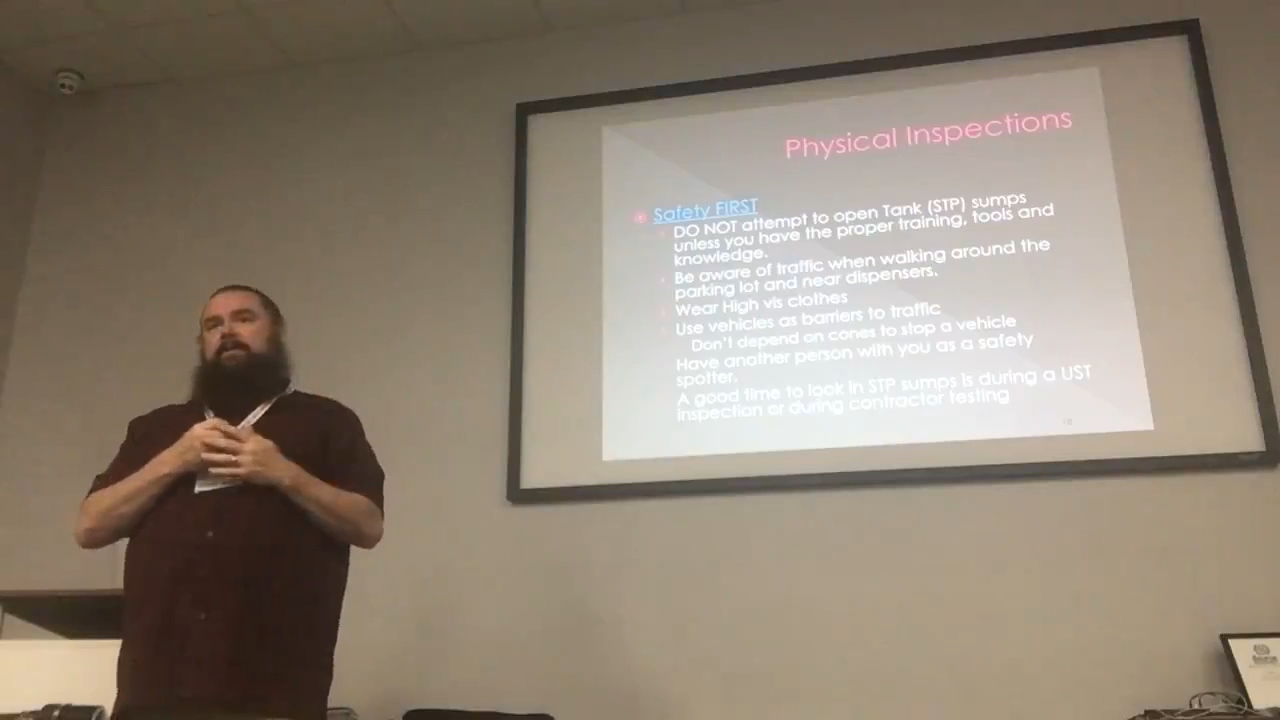 Physical Inspections
Safety FIRST
DO NOT attempt to open Tank (STP) sumps
unless you have the proper training, tools and
knowledge.
Be aware of traffic when walking around the
parking lot and near dispensers.
Wear High vis clothes
Use vehicles as barriers to traffic
Don't depend on cones to stop a vehicle
Have another person with you as a safety
spotter.
A good time to look in STP sumps is during a UST
inspection or during contractor testing